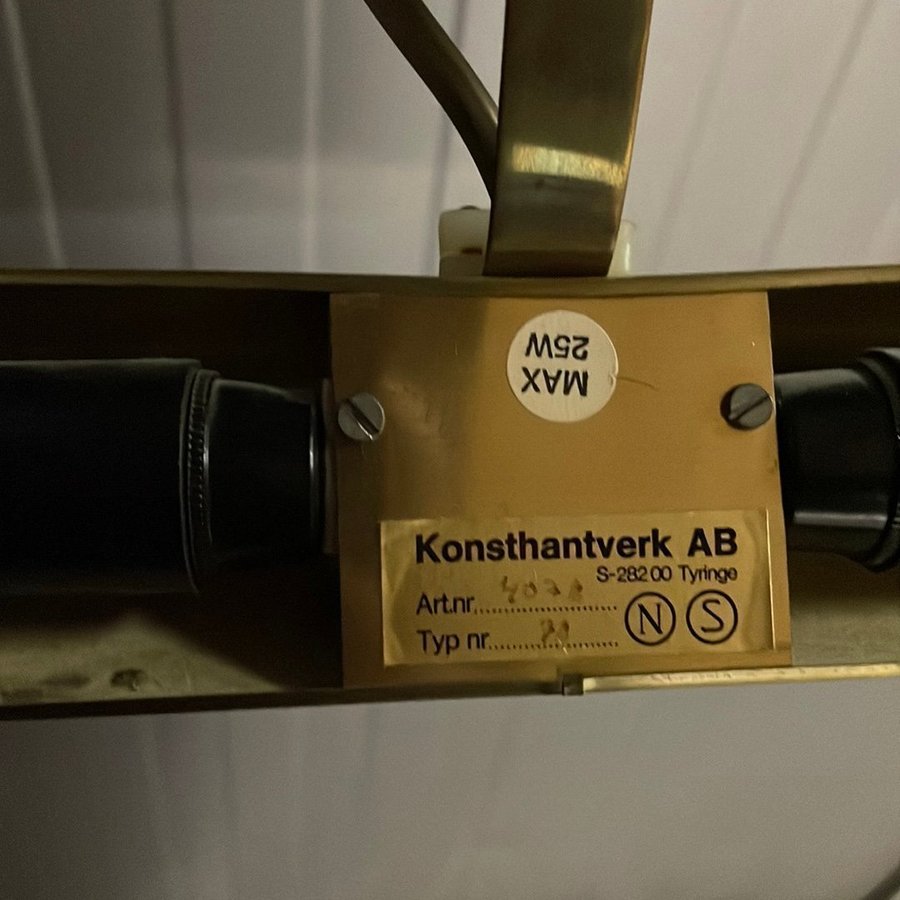 MAX
25W
Konsthantverk AB
S-282 00 Tyringe
Art.nr
Typ nr
N S